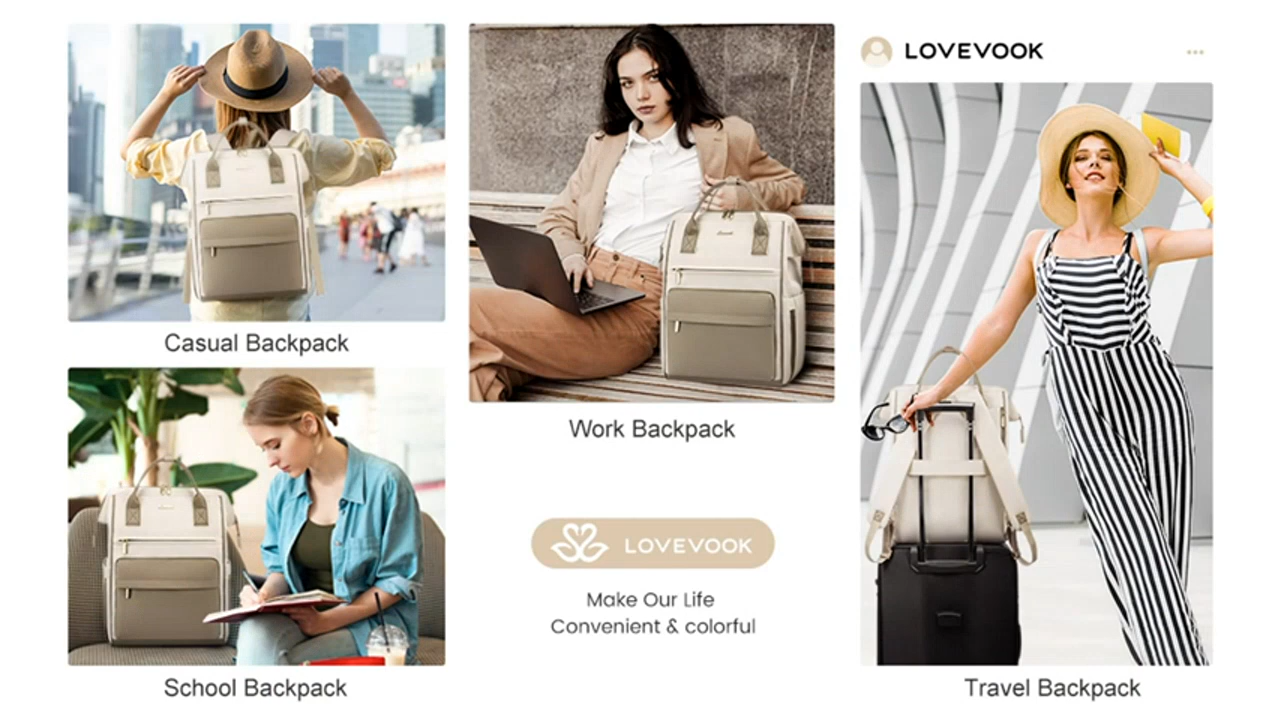 Casual Backpack
School Backpack
Work Backpack
LOVEVOOK
Make Our Life
Convenient & colorful
LOVEVOOK
Travel Backpack